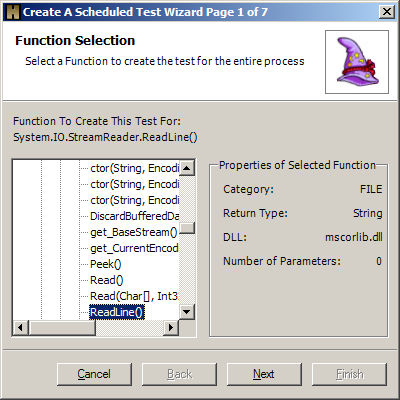 Create A Scheduled Test Wizard Page 1 of 7
Function Selection
Select a Function to create the test for the entire process
Function To Create This Test For:
System.IO.StreamReader.ReadLine()
ctor(String, Encodi
ctor(String, Encodi
ctor(String, Encodi
DiscardBufferedDa
get_BaseStream()
get_CurrentEncod
Peek()
Read()
Read(Char[], Int3
ReadLine()
Properties of Selected Function
Category: FILE
Return Type: String
DLL: mscorlib.dll
Number of Parameters: 0
Cancel Back Next Finish